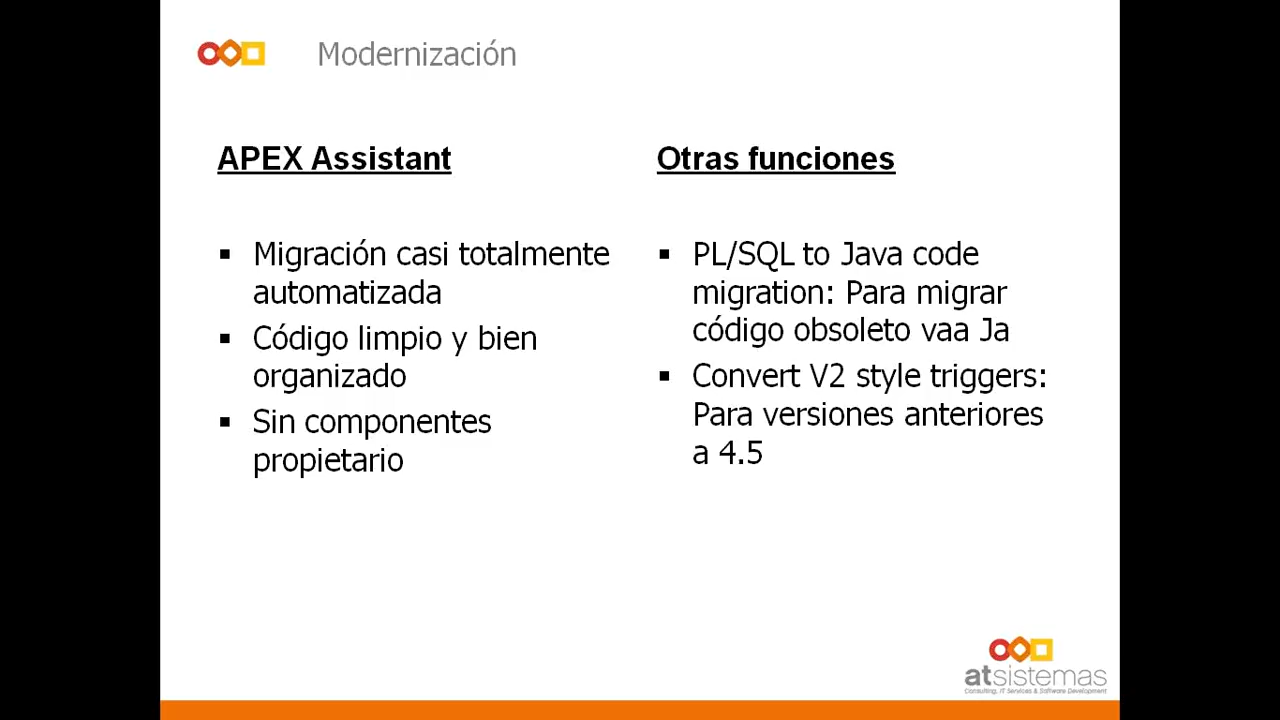 Modernización
APEX Assistant
Migración casi totalmente
automatizada
Código limpio y bien
organizado
Sin componentes
propietario
Otras funciones
PL/SQL to Java code
migration: Para migrar
código obsoleto vaa Ja
Convert V2 style triggers:
Para versiones anteriores
a 4.5
atsistemas
Consulting, IT Services & Software Development